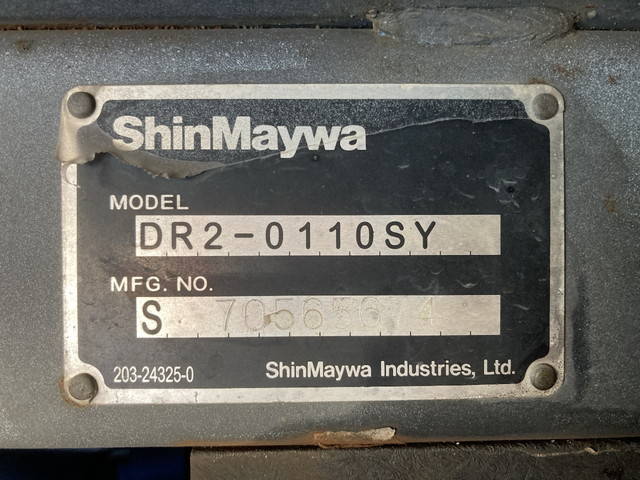 ShinMaywa
MODEL
DR2-0110SY
MFG. NO.
S
203-24325-0 ShinMaywa Industries, Ltd.